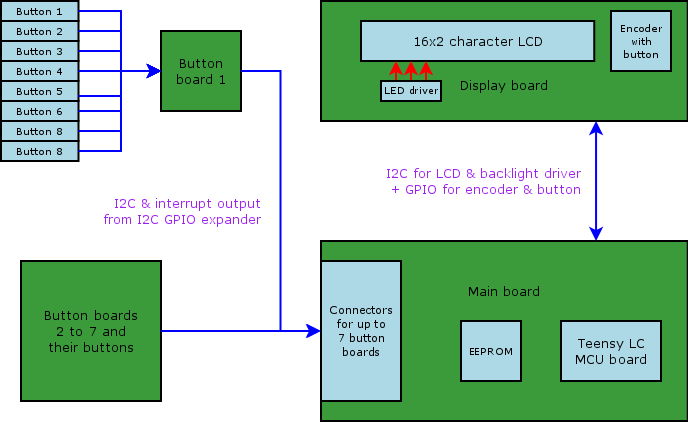 Button 1
Button 2
Button 3
Button 4
Button 5
Button 6
Button 8
Button 8
Button
board 1
16x2 character LCD
LED driver
Display board
Encoder
with
button
I2C & interrupt output
from I2C GPIO expander
I2C for LCD & backlight driver
+ GPIO for encoder & button
Button boards
2 to 7 and
their buttons
Connectors
for up to
7 button
boards
Main board
EEPROM
Teensy LC
MCU board